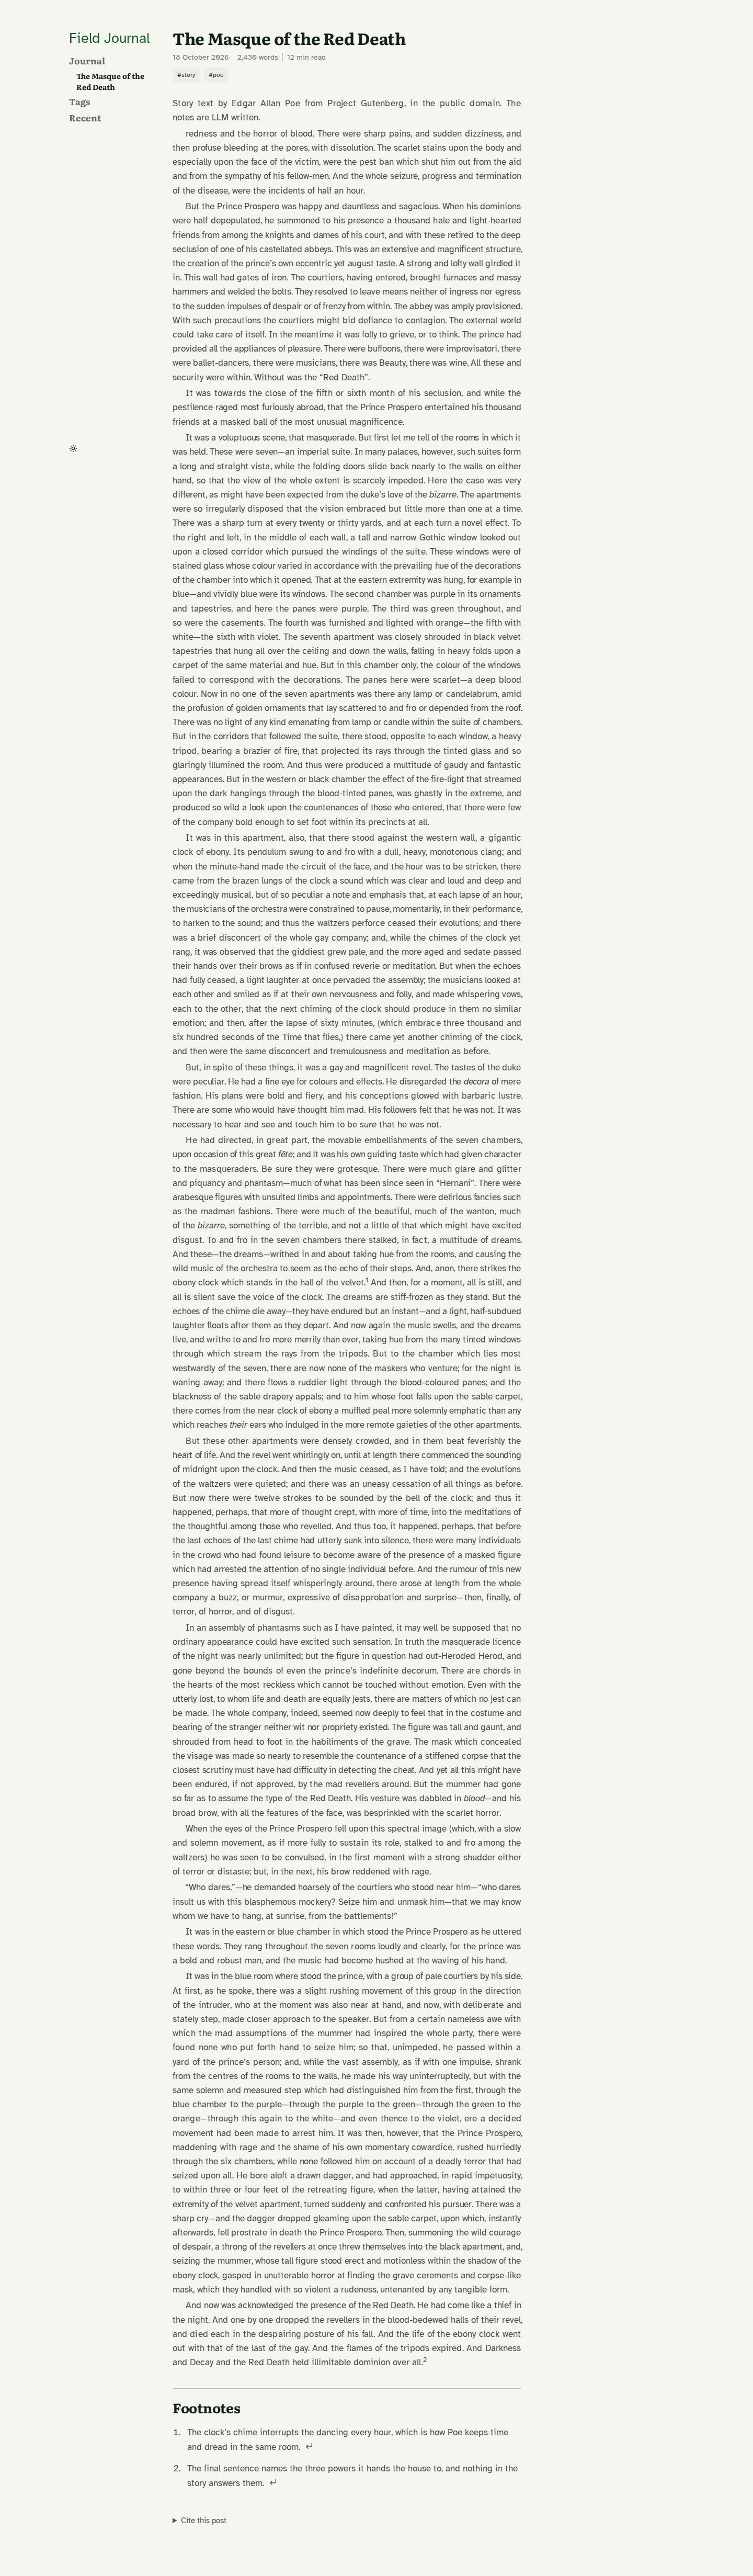 Field Journal
Journal
The Masque of the
Red Death
Tags
Recent
The Masque of the Red Death
18 October 2026
2,430 words
12 min read
#story
#poe
Story text by Edgar Allan Poe from Project Gutenberg, in the public domain. The
notes are LLM written.
redness and the horror of blood. There were sharp pains, and sudden dizziness, and
then profuse bleeding at the pores, with dissolution. The scarlet stains upon the body and
especially upon the face of the victim, were the pest ban which shut him out from the aid
and from the sympathy of his fellow-men. And the whole seizure, progress and termination
of the disease, were the incidents of half an hour.
But the Prince Prospero was happy and dauntless and sagacious. When his dominions
were half depopulated, he summoned to his presence a thousand hale and light-hearted
friends from among the knights and dames of his court, and with these retired to the deep
seclusion of one of his castellated abbeys. This was an extensive and magnificent structure,
the creation of the prince's own eccentric yet august taste. A strong and lofty wall girdled it
in. This wall had gates of iron. The courtiers, having entered, brought furnaces and massy
hammers and welded the bolts. They resolved to leave means neither of ingress nor egress
to the sudden impulses of despair or of frenzy from within. The abbey was amply provisioned.
With such precautions the courtiers might bid defiance to contagion. The external world
could take care of itself. In the meantime it was folly to grieve, or to think. The prince had
provided all the appliances of pleasure. There were buffoons, there were improvisatori, there
were ballet-dancers, there were musicians, there was Beauty, there was wine. All these and
security were within. Without was the “Red Death”.
It was towards the close of the fifth or sixth month of his seclusion, and while the
pestilence raged most furiously abroad, that the Prince Prospero entertained his thousand
friends at a masked ball of the most unusual magnificence.
It was a voluptuous scene, that masquerade. But first let me tell of the rooms in which it
was held. These were seven—an imperial suite. In many palaces, however, such suites form
a long and straight vista, while the folding doors slide back nearly to the walls on either
hand, so that the view of the whole extent is scarcely impeded. Here the case was very
different, as might have been expected from the duke's love of the bizarre. The apartments
were so irregularly disposed that the vision embraced but little more than one at a time.
There was a sharp turn at every twenty or thirty yards, and at each turn a novel effect. To
the right and left, in the middle of each wall, a tall and narrow Gothic window looked out
upon a closed corridor which pursued the windings of the suite. These windows were of
stained glass whose colour varied in accordance with the prevailing hue of the decorations
of the chamber into which it opened. That at the eastern extremity was hung, for example in
blue—and vividly blue were its windows. The second chamber was purple in its ornaments
and tapestries, and here the panes were purple. The third was green throughout, and
so were the casements. The fourth was furnished and lighted with orange—the fifth with
white—the sixth with violet. The seventh apartment was closely shrouded in black velvet
tapestries that hung all over the ceiling and down the walls, falling in heavy folds upon a
carpet of the same material and hue. But in this chamber only, the colour of the windows
failed to correspond with the decorations. The panes here were scarlet—a deep blood
colour. Now in no one of the seven apartments was there any lamp or candelabrum, amid
the profusion of golden ornaments that lay scattered to and fro or depended from the roof.
There was no light of any kind emanating from lamp or candle within the suite of chambers.
But in the corridors that followed the suite, there stood, opposite to each window, a heavy
tripod, bearing a brazier of fire, that projected its rays through the tinted glass and so
glaringly illumined the room. And thus were produced a multitude of gaudy and fantastic
appearances. But in the western or black chamber the effect of the fire-light that streamed
upon the dark hangings through the blood-tinted panes, was ghastly in the extreme, and
produced so wild a look upon the countenances of those who entered, that there were few
of the company bold enough to set foot within its precincts at all.
It was in this apartment, also, that there stood against the western wall, a gigantic
clock of ebony. Its pendulum swung to and fro with a dull, heavy, monotonous clang; and
when the minute-hand made the circuit of the face, and the hour was to be stricken, there
came from the brazen lungs of the clock a sound which was clear and loud and deep and
exceedingly musical, but of so peculiar a note and emphasis that, at each lapse of an hour,
the musicians of the orchestra were constrained to pause, momentarily, in their performance,
to harken to the sound; and thus the waltzers perforce ceased their evolutions; and there
was a brief disconcert of the whole gay company; and, while the chimes of the clock yet
rang, it was observed that the giddiest grew pale, and the more aged and sedate passed
their hands over their brows as if in confused reverie or meditation. But when the echoes
had fully ceased, a light laughter at once pervaded the assembly; the musicians looked at
each other and smiled as if at their own nervousness and folly, and made whispering vows,
each to the other, that the next chiming of the clock should produce in them no similar
emotion; and then, after the lapse of sixty minutes, (which embrace three thousand and
six hundred seconds of the Time that flies,) there came yet another chiming of the clock,
and then were the same disconcert and tremulousness and meditation as before.
But, in spite of these things, it was a gay and magnificent revel. The tastes of the duke
were peculiar. He had a fine eye for colours and effects. He disregarded the decora of mere
fashion. His plans were bold and fiery, and his conceptions glowed with barbaric lustre.
There are some who would have thought him mad. His followers felt that he was not. It was
necessary to hear and see and touch him to be sure that he was not.
He had directed, in great part, the movable embellishments of the seven chambers,
upon occasion of this great fête; and it was his own guiding taste which had given character
to the masqueraders. Be sure they were grotesque. There were much glare and glitter
and piquancy and phantasm—much of what has been since seen in “Hernani”. There were
arabesque figures with unsuited limbs and appointments. There were delirious fancies such
as the madman fashions. There were much of the beautiful, much of the wanton, much
of the bizarre, something of the terrible, and not a little of that which might have excited
disgust. To and fro in the seven chambers there stalked, in fact, a multitude of dreams.
And these—the dreams—writhed in and about taking hue from the rooms, and causing the
wild music of the orchestra to seem as the echo of their steps. And, anon, there strikes the
ebony clock which stands in the hall of the velvet.1 And then, for a moment, all is still, and
all is silent save the voice of the clock. The dreams are stiff-frozen as they stand. But the
echoes of the chime die away—they have endured but an instant—and a light, half-subdued
laughter floats after them as they depart. And now again the music swells, and the dreams
live, and writhe to and fro more merrily than ever, taking hue from the many tinted windows
through which stream the rays from the tripods. But to the chamber which lies most
westwardly of the seven, there are now none of the maskers who venture; for the night is
waning away; and there flows a ruddier light through the blood-coloured panes; and the
blackness of the sable drapery appals; and to him whose foot falls upon the sable carpet,
there comes from the near clock of ebony a muffled peal more solemnly emphatic than any
which reaches their ears who indulged in the more remote gaieties of the other apartments.
But these other apartments were densely crowded, and in them beat feverishly the
heart of life. And the revel went whirlingly on, until at length there commenced the sounding
of midnight upon the clock. And then the music ceased, as I have told; and the evolutions
of the waltzers were quieted; and there was an uneasy cessation of all things as before.
But now there were twelve strokes to be sounded by the bell of the clock; and thus it
happened, perhaps, that more of thought crept, with more of time, into the meditations of
the thoughtful among those who revelled. And thus too, it happened, perhaps, that before
the last echoes of the last chime had utterly sunk into silence, there were many individuals
in the crowd who had found leisure to become aware of the presence of a masked figure
which had arrested the attention of no single individual before. And the rumour of this new
presence having spread itself whisperingly around, there arose at length from the whole
company a buzz, or murmur, expressive of disapprobation and surprise—then, finally, of
terror, of horror, and of disgust.
In an assembly of phantasms such as I have painted, it may well be supposed that no
ordinary appearance could have excited such sensation. In truth the masquerade licence
of the night was nearly unlimited; but the figure in question had out-Heroded Herod, and
gone beyond the bounds of even the prince's indefinite decorum. There are chords in
the hearts of the most reckless which cannot be touched without emotion. Even with the
utterly lost, to whom life and death are equally jests, there are matters of which no jest can
be made. The whole company, indeed, seemed now deeply to feel that in the costume and
bearing of the stranger neither wit nor propriety existed. The figure was tall and gaunt, and
shrouded from head to foot in the habiliments of the grave. The mask which concealed
the visage was made so nearly to resemble the countenance of a stiffened corpse that the
closest scrutiny must have had difficulty in detecting the cheat. And yet all this might have
been endured, if not approved, by the mad revellers around. But the mummer had gone
so far as to assume the type of the Red Death. His vesture was dabbled in blood—and his
broad brow, with all the features of the face, was besprinkled with the scarlet horror.
When the eyes of the Prince Prospero fell upon this spectral image (which, with a slow
and solemn movement, as if more fully to sustain its role, stalked to and fro among the
waltzers) he was seen to be convulsed, in the first moment with a strong shudder either
of terror or distaste; but, in the next, his brow reddened with rage.
“Who dares,”—he demanded hoarsely of the courtiers who stood near him—“who dares
insult us with this blasphemous mockery? Seize him and unmask him—that we may know
whom we have to hang, at sunrise, from the battlements!”
It was in the eastern or blue chamber in which stood the Prince Prospero as he uttered
these words. They rang throughout the seven rooms loudly and clearly, for the prince was
a bold and robust man, and the music had become hushed at the waving of his hand.
It was in the blue room where stood the prince, with a group of pale courtiers by his side.
At first, as he spoke, there was a slight rushing movement of this group in the direction
of the intruder, who at the moment was also near at hand, and now, with deliberate and
stately step, made closer approach to the speaker. But from a certain nameless awe with
which the mad assumptions of the mummer had inspired the whole party, there were
found none who put forth hand to seize him; so that, unimpeded, he passed within a
yard of the prince's person; and, while the vast assembly, as if with one impulse, shrank
from the centres of the rooms to the walls, he made his way uninterruptedly, but with the
same solemn and measured step which had distinguished him from the first, through the
blue chamber to the purple—through the purple to the green—through the green to the
orange—through this again to the white—and even thence to the violet, ere a decided
movement had been made to arrest him. It was then, however, that the Prince Prospero,
maddening with rage and the shame of his own momentary cowardice, rushed hurriedly
through the six chambers, while none followed him on account of a deadly terror that had
seized upon all. He bore aloft a drawn dagger, and had approached, in rapid impetuosity,
to within three or four feet of the retreating figure, when the latter, having attained the
extremity of the velvet apartment, turned suddenly and confronted his pursuer. There was a
sharp cry—and the dagger dropped gleaming upon the sable carpet, upon which, instantly
afterwards, fell prostrate in death the Prince Prospero. Then, summoning the wild courage
of despair, a throng of the revellers at once threw themselves into the black apartment, and,
seizing the mummer, whose tall figure stood erect and motionless within the shadow of the
ebony clock, gasped in unutterable horror at finding the grave cerements and corpse-like
mask, which they handled with so violent a rudeness, untenanted by any tangible form.
And now was acknowledged the presence of the Red Death. He had come like a thief in
the night. And one by one dropped the revellers in the blood-bedewed halls of their revel,
and died each in the despairing posture of his fall. And the life of the ebony clock went
out with that of the last of the gay. And the flames of the tripods expired. And Darkness
and Decay and the Red Death held illimitable dominion over all.2
Footnotes
1. The clock's chime interrupts the dancing every hour, which is how Poe keeps time
and dread in the same room. ↵
2. The final sentence names the three powers it hands the house to, and nothing in the
story answers them. ↵
Cite this post